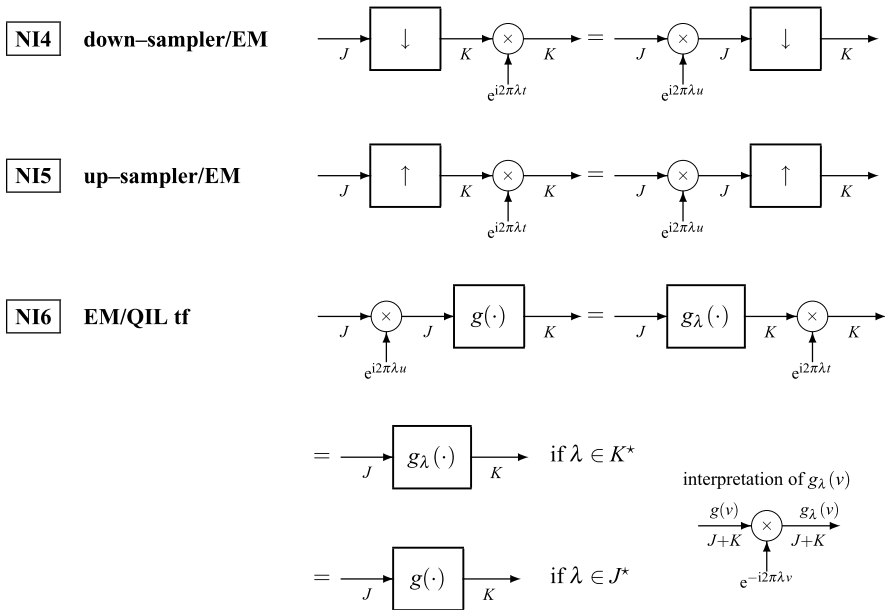 NI4 down–sampler/EM J ↓ K × K = J × J ↓ K
e^{i2πλt} e^{i2πλu}
NI5 up–sampler/EM J ↑ K × K = J × J ↑ K
e^{i2πλt} e^{i2πλu}
NI6 EM/QIL tf J × J g(·) K = J g_λ(·) K × K
e^{i2πλu} e^{i2πλt}
= J g_λ(·) K if λ ∈ K⋆
interpretation of g_λ(v)
g(v) × g_λ(v)
J+K J+K
e^{−i2πλv}
= J g(·) K if λ ∈ J⋆